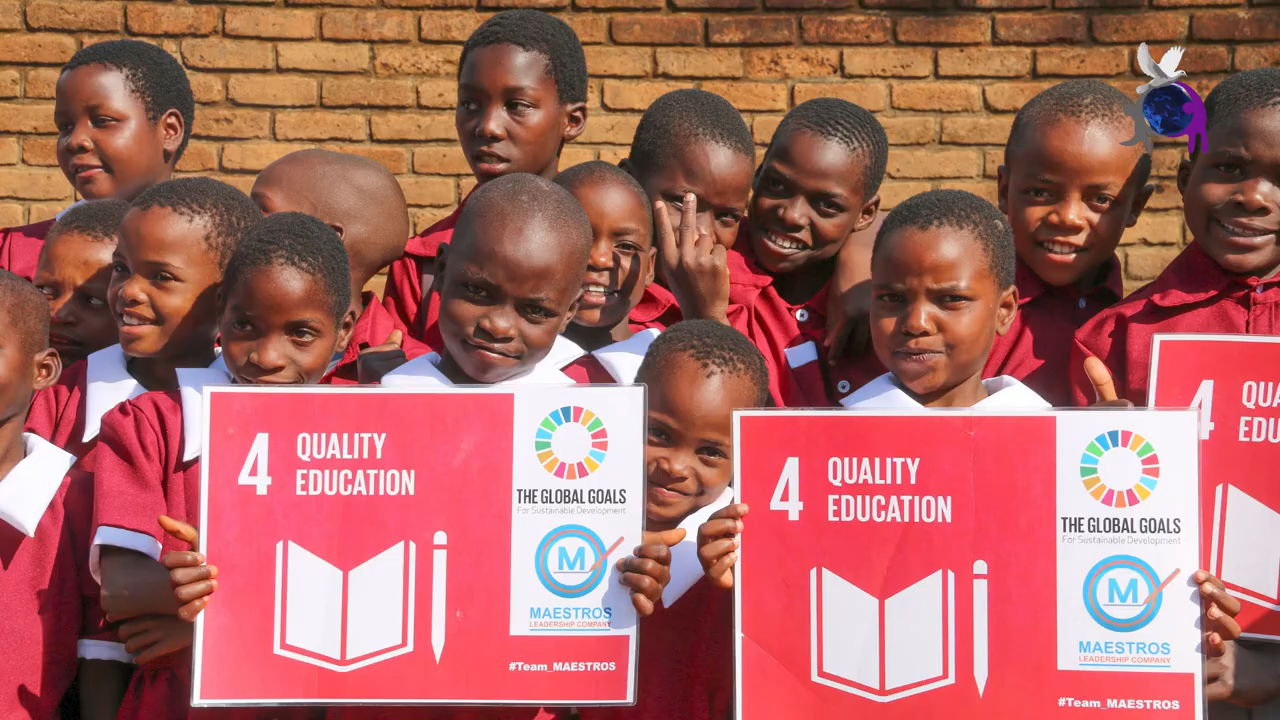 4
QUALITY
EDUCATION
THE GLOBAL GOALS
For Sustainable Development
M
MAESTROS
LEADERSHIP COMPANY
#Team_MAESTROS
4
QUALITY
EDUCATION
THE GLOBAL GOALS
For Sustainable Development
M
MAESTROS
LEADERSHIP COMPANY
#Team_MAESTROS
4
QUA
EDU